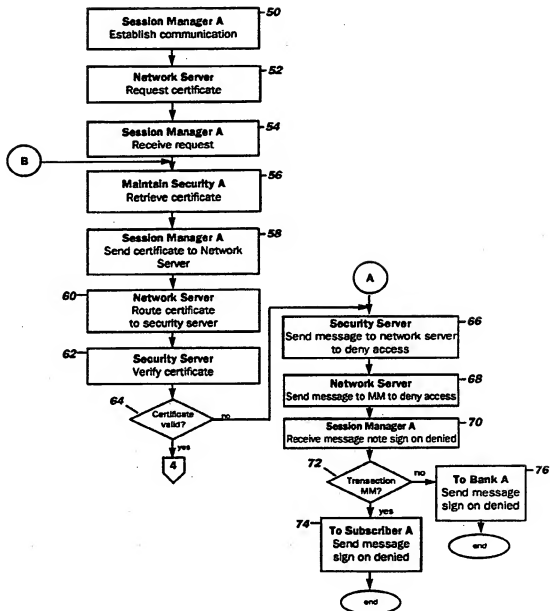 Session Manager A
Establish communication
50
Network Server
Request certificate
52
Session Manager A
Receive request
54
B
Maintain Security A
Retrieve certificate
56
Session Manager A
Send certificate to Network
Server
58
60
Network Server
Route certificate
to security server
62
Security Server
Verify certificate
64
Certificate
valid?
no
yes
4
A
Security Server
Send message to network server
to deny access
66
Network Server
Send message to MM to deny access
68
Session Manager A
Receive message note sign on denied
70
72
Transaction
MM?
no
yes
To Bank A
Send message
sign on denied
76
end
74
To Subscriber A
Send message
sign on denied
end